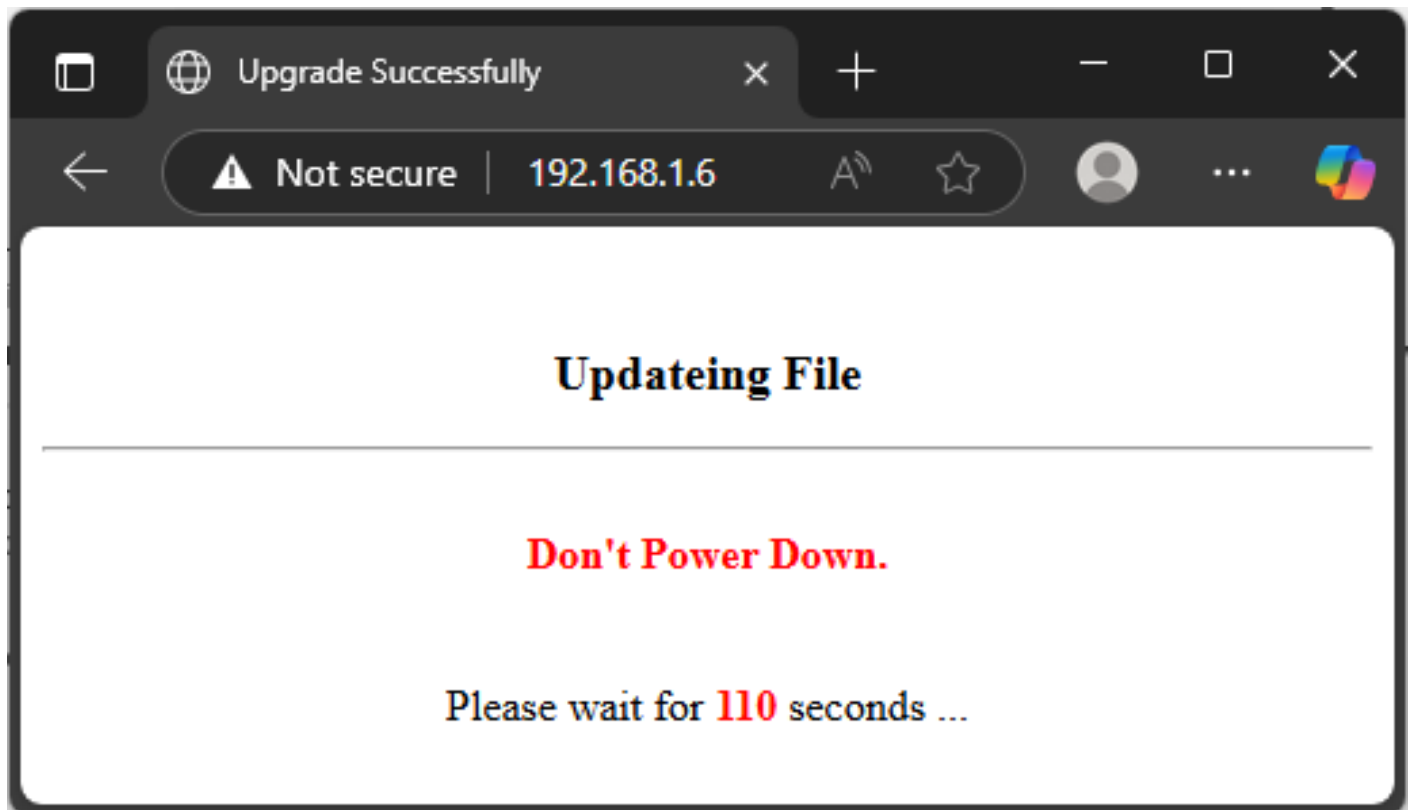 Upgrade Successfully
Not secure 192.168.1.6
Updateing File
Don't Power Down.
Please wait for 110 seconds ...